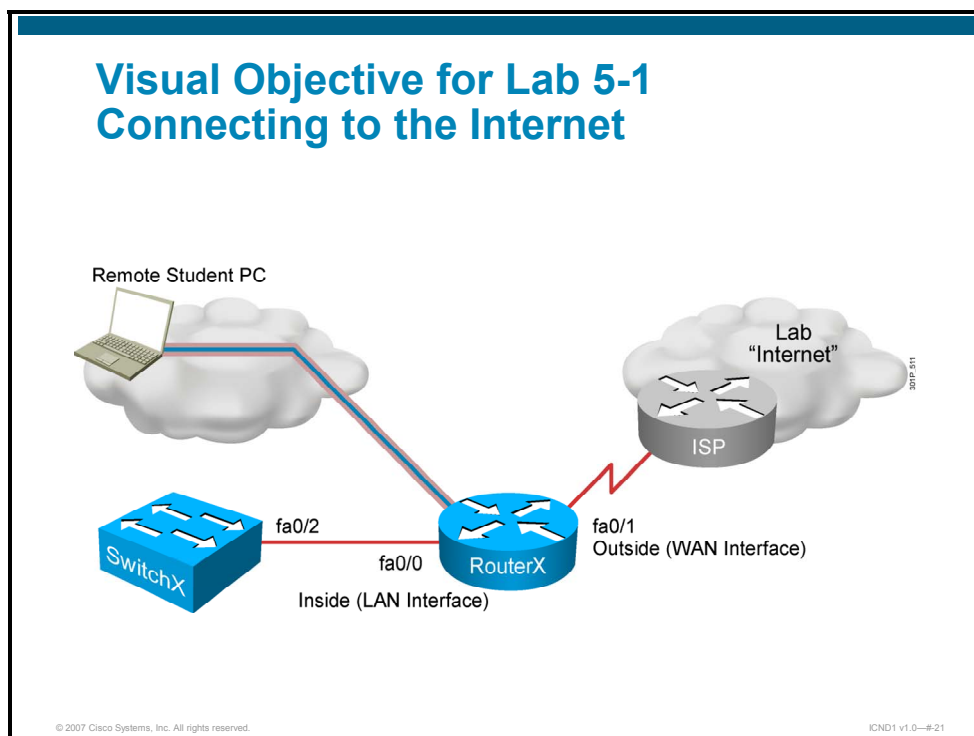 Visual Objective for Lab 5-1
Connecting to the Internet
Remote Student PC
Lab
“Internet”
301P_511
ISP
fa0/2
fa0/1
Outside (WAN Interface)
SwitchX
fa0/0
RouterX
Inside (LAN Interface)
© 2007 Cisco Systems, Inc. All rights reserved.
ICND1 v1.0—#-21